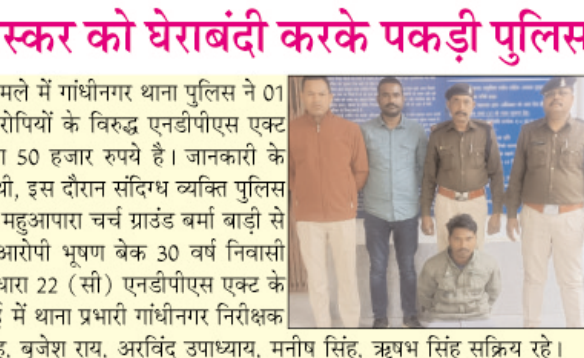 स्कर को घेराबंदी करके पकड़ी पुलिस
मले में गांधीनगर थाना पुलिस ने 01
रोपियों के विरुद्ध एनडीपीएस एक्ट
50 हजार रुपये है। जानकारी के
थी, इस दौरान संदिग्ध व्यक्ति पुलिस
महुआपारा चर्च ग्राउंड बर्मा बाड़ी से
आरोपी भूषण बेक 30 वर्ष निवासी
धारा 22 (सी) एनडीपीएस एक्ट के
में थाना प्रभारी गांधीनगर निरीक्षक
बृजेश राय, अरविंद उपाध्याय, मनीष सिंह, ऋषभ सिंह सक्रिय रहे।